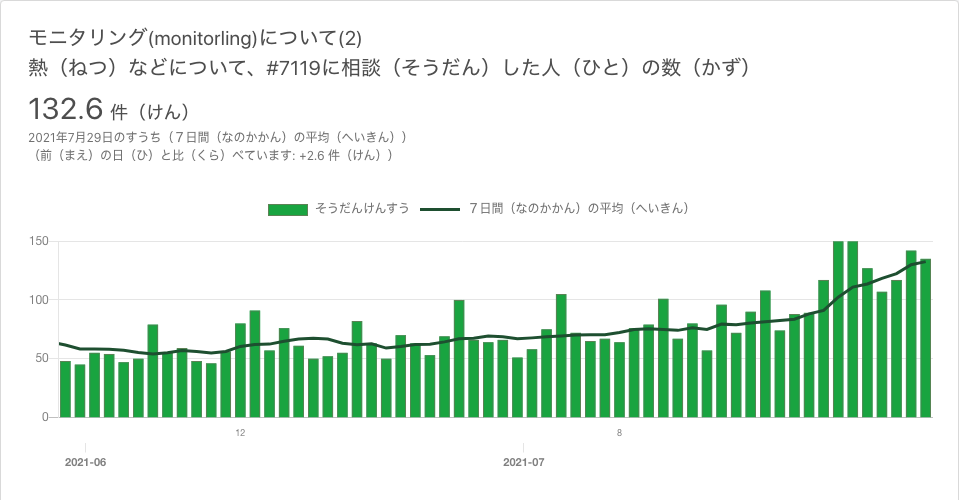 モニタリング(monitorling)について(2)
熱（ねつ）などについて、#7119に相談（そうだん）した人（ひと）の数（かず）
132.6 件（けん）
2021年7月29日のすうち（７日間（なのかかん）の平均（へいきん））
（前（まえ）の日（ひ）と比（くら）べています: +2.6 件（けん））
そうだんけんすう ７日間（なのかかん）の平均（へいきん）
150
100
50
0
12 8
2021-06 2021-07